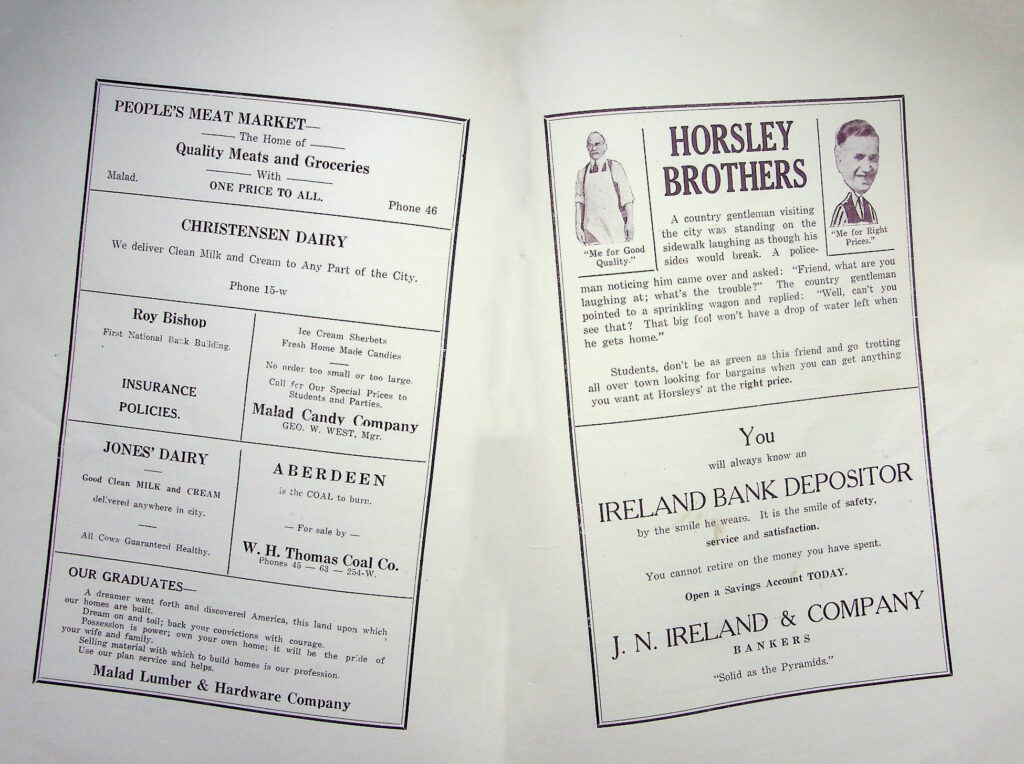 PEOPLE'S MEAT MARKET—
The Home of
Quality Meats and Groceries
With
Malad.
ONE PRICE TO ALL.
Phone 46
CHRISTENSEN DAIRY
We deliver Clean Milk and Cream to Any Part of the City.
Phone 15-w
Roy Bishop
First National Bank Building.
INSURANCE
POLICIES.
Ice Cream Sherbets
Fresh Home Made Candies
No order too small or too large.
Call for Our Special Prices to
Students and Parties.
Malad Candy Company
GEO. W. WEST, Mgr.
JONES' DAIRY
Good Clean MILK and CREAM
delivered anywhere in city.
All Cows Guaranteed Healthy.
ABERDEEN
is the COAL to burn.
— For sale by —
W. H. Thomas Coal Co.
Phones 45 — 63 — 254-W.
OUR GRADUATES—
A dreamer went forth and discovered America, this land upon which
our homes are built.
Dream on and toil; back your convictions with courage.
Possession is power; own your own home; it will be the pride of
your wife and family.
Selling material with which to build homes is our profession.
Use our plan service and helps.
Malad Lumber & Hardware Company
"Me for Good
Quality."
HORSLEY
BROTHERS
"Me for Right
Prices."
A country gentleman visiting
the city was standing on the
sidewalk laughing as though his
sides would break. A police-
man noticing him came over and asked: "Friend, what are you
laughing at; what's the trouble?" The country gentleman
pointed to a sprinkling wagon and replied: "Well, can't you
see that? That big fool won't have a drop of water left when
he gets home."
Students, don't be as green as this friend and go trotting
all over town looking for bargains when you can get anything
you want at Horsleys' at the right price.
You
will always know an
IRELAND BANK DEPOSITOR
by the smile he wears. It is the smile of safety,
service and satisfaction.
You cannot retire on the money you have spent.
Open a Savings Account TODAY.
J. N. IRELAND & COMPANY
BANKERS
"Solid as the Pyramids."